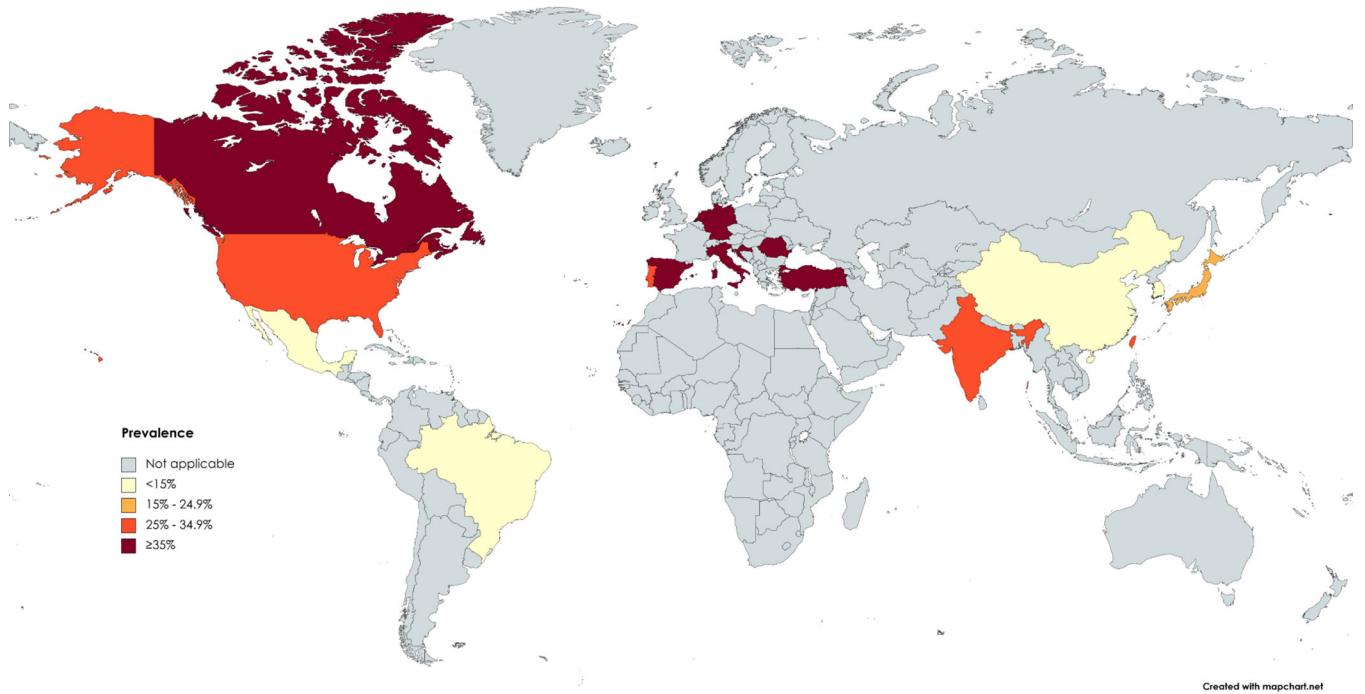 Prevalence
Not applicable
<15%
15% - 24.9%
25% - 34.9%
≥35%
Created with mapchart.net